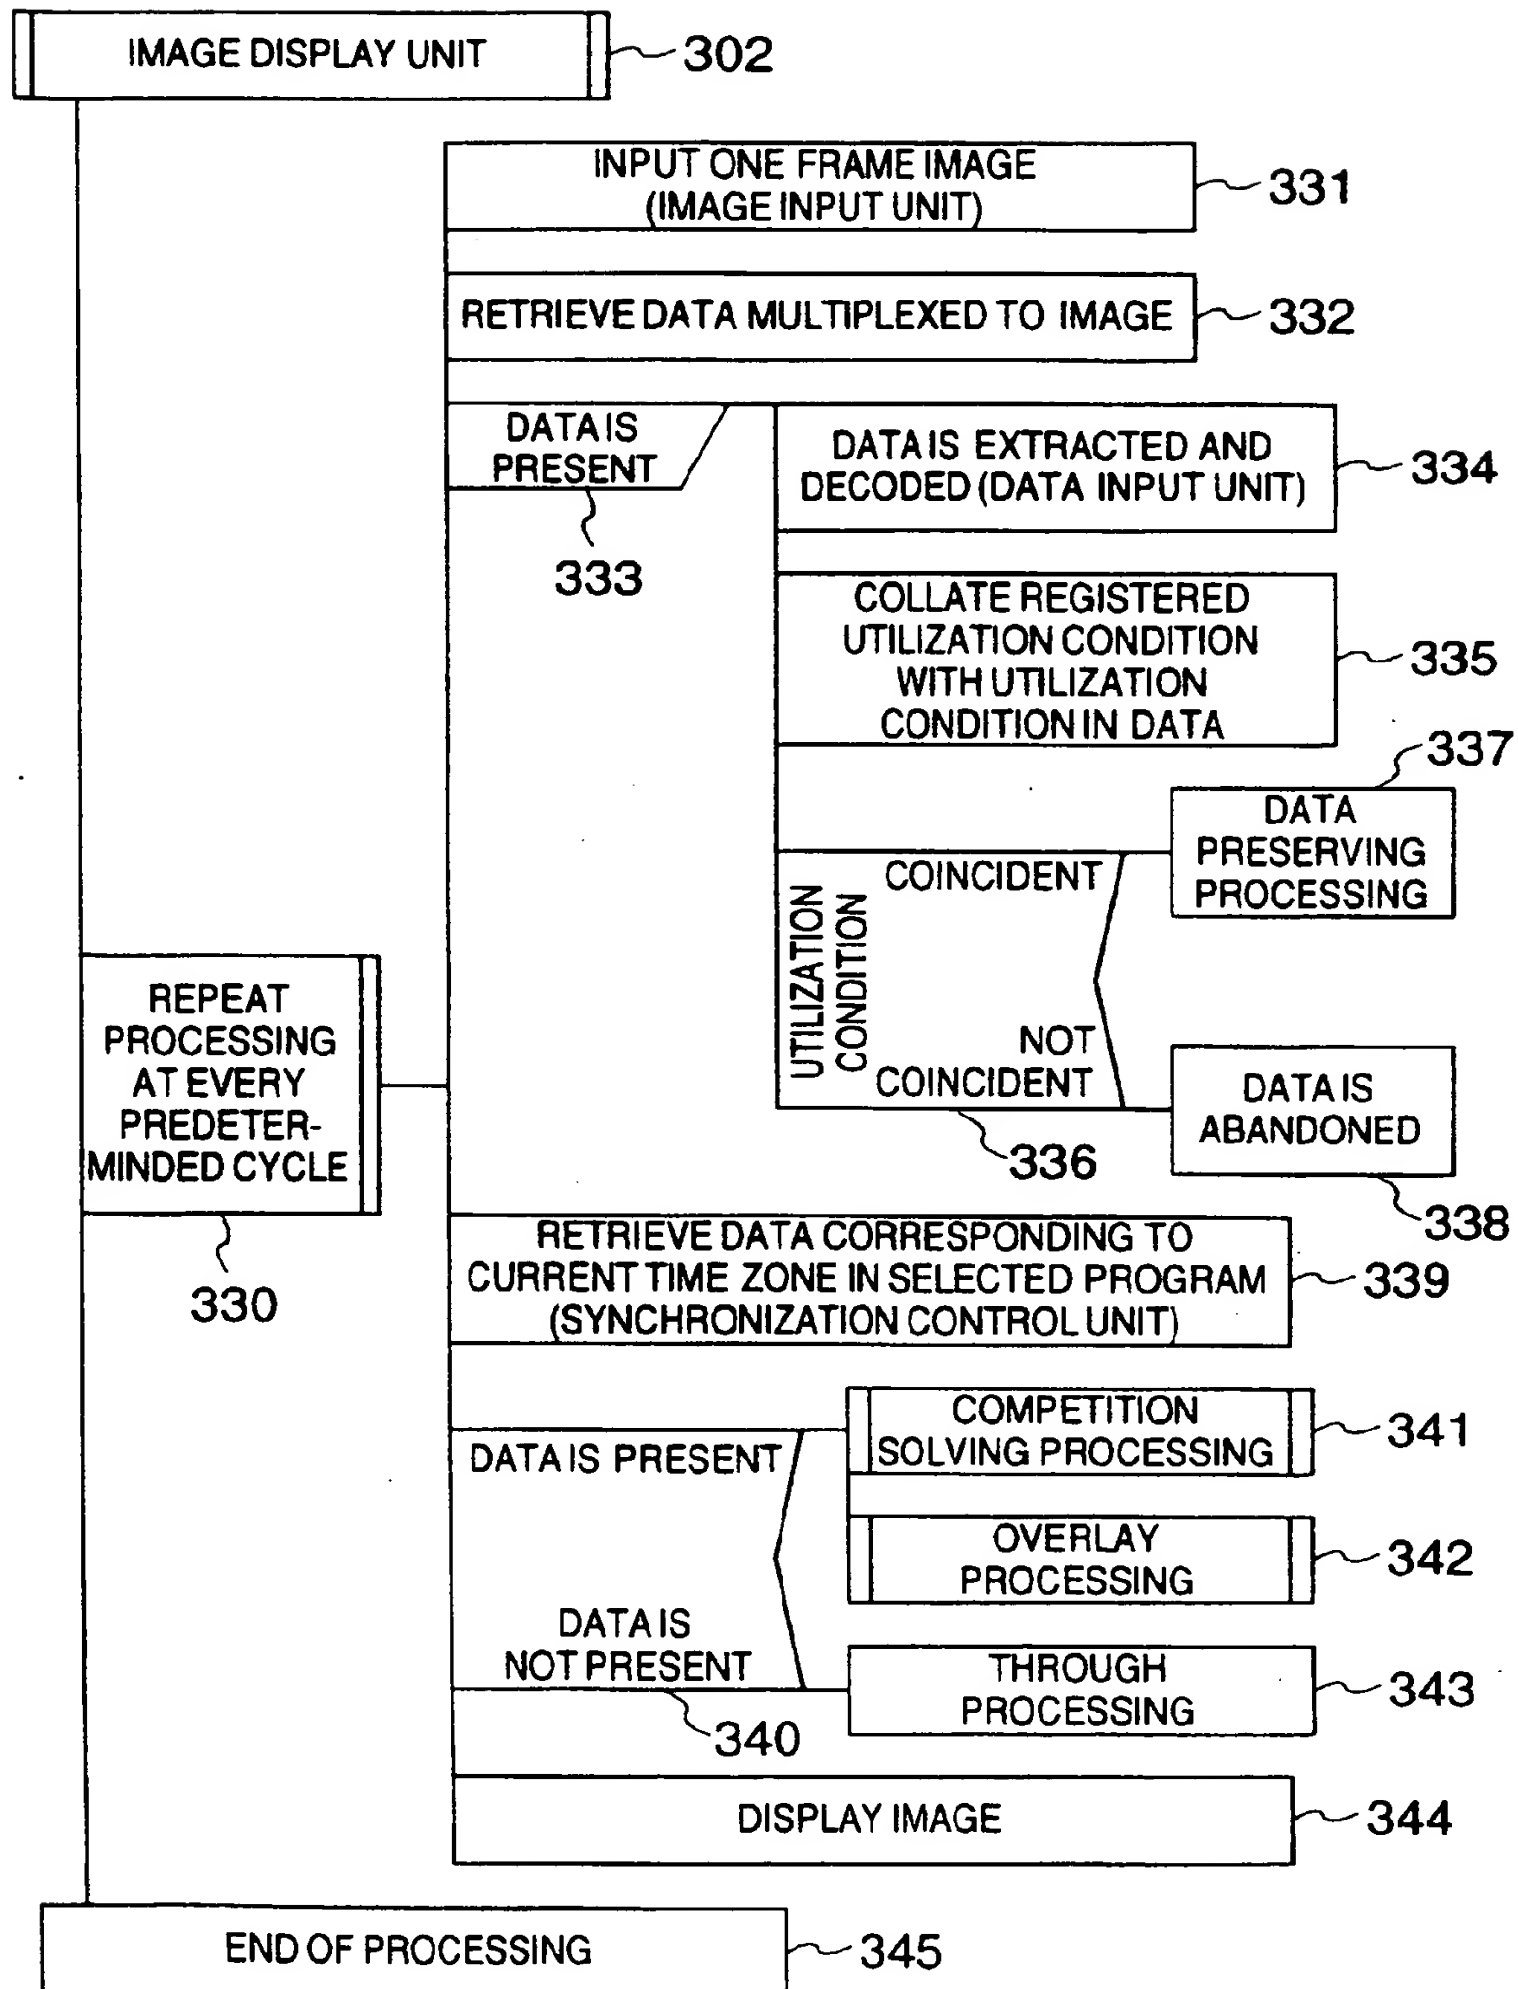 IMAGE DISPLAY UNIT
302
INPUT ONE FRAME IMAGE
(IMAGE INPUT UNIT)
331
RETRIEVE DATA MULTIPLEXED TO IMAGE
332
DATA IS
PRESENT
333
DATA IS EXTRACTED AND
DECODED (DATA INPUT UNIT)
334
COLLATE REGISTERED
UTILIZATION CONDITION
WITH UTILIZATION
CONDITION IN DATA
335
UTILIZATION
CONDITION
COINCIDENT
NOT
COINCIDENT
336
DATA
PRESERVING
PROCESSING
337
DATA IS
ABANDONED
338
REPEAT
PROCESSING
AT EVERY
PREDETER-
MINDED CYCLE
330
RETRIEVE DATA CORRESPONDING TO
CURRENT TIME ZONE IN SELECTED PROGRAM
(SYNCHRONIZATION CONTROL UNIT)
339
DATA IS PRESENT
DATA IS
NOT PRESENT
340
COMPETITION
SOLVING PROCESSING
341
OVERLAY
PROCESSING
342
THROUGH
PROCESSING
343
DISPLAY IMAGE
344
END OF PROCESSING
345